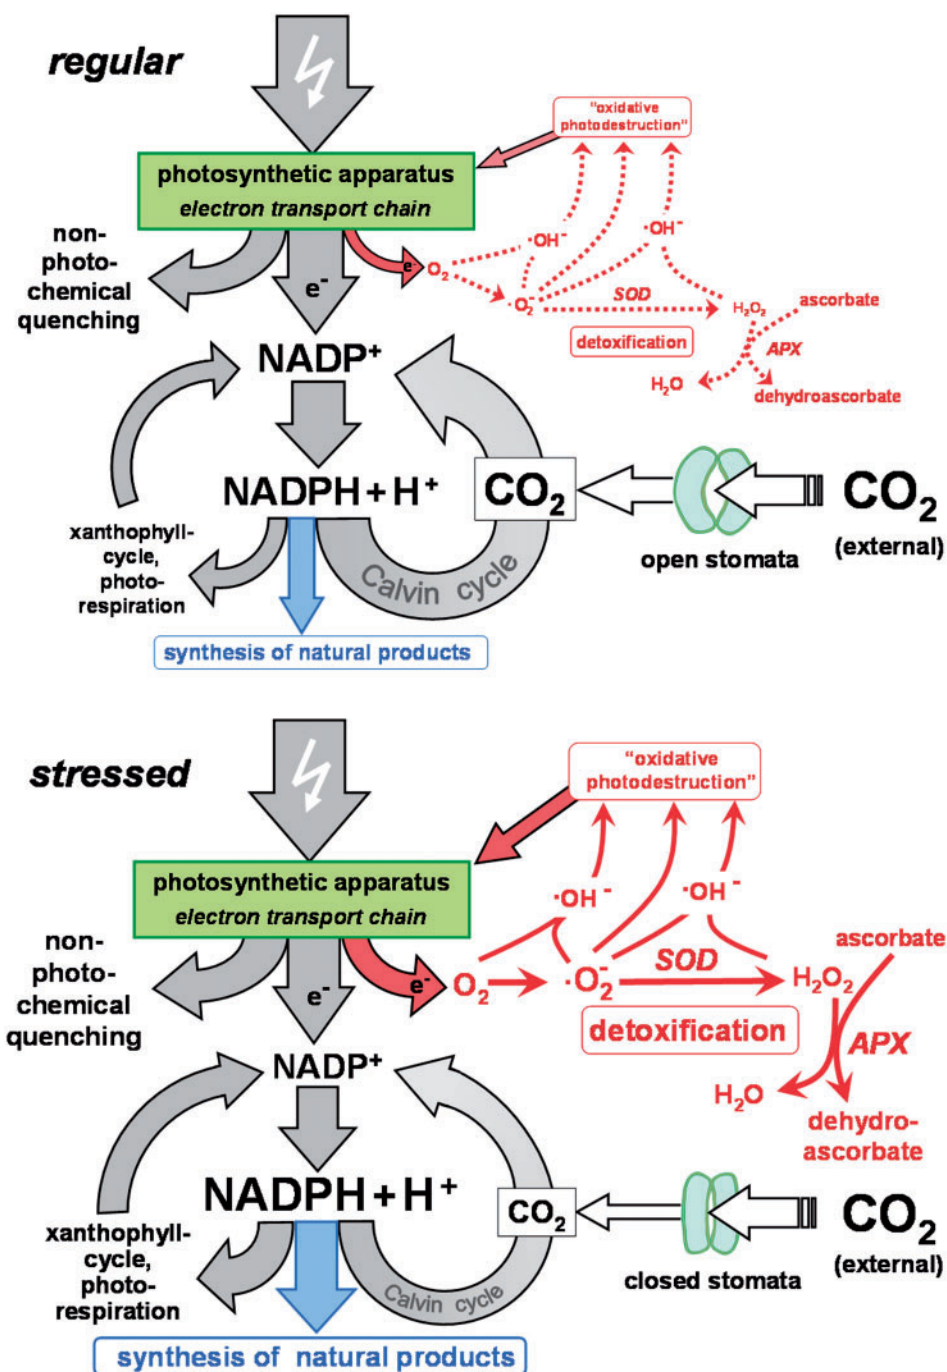 regular
"oxidative
photodestruction"
photosynthetic apparatus
electron transport chain
non-
photo-
chemical
quenching
e⁻
e⁻
O₂
·OH⁻
·O₂⁻
·OH⁻
SOD
H₂O₂
ascorbate
detoxification
APX
H₂O
dehydroascorbate
NADP⁺
NADPH + H⁺
CO₂
CO₂
(external)
open stomata
xanthophyll-
cycle,
photo-
respiration
Calvin cycle
synthesis of natural products
stressed
"oxidative
photodestruction"
photosynthetic apparatus
electron transport chain
non-
photo-
chemical
quenching
e⁻
e⁻
O₂
·OH⁻
·O₂⁻
·OH⁻
SOD
H₂O₂
ascorbate
detoxification
APX
H₂O
dehydro-
ascorbate
NADP⁺
NADPH + H⁺
CO₂
CO₂
(external)
closed stomata
xanthophyll-
cycle,
photo-
respiration
Calvin cycle
synthesis of natural products